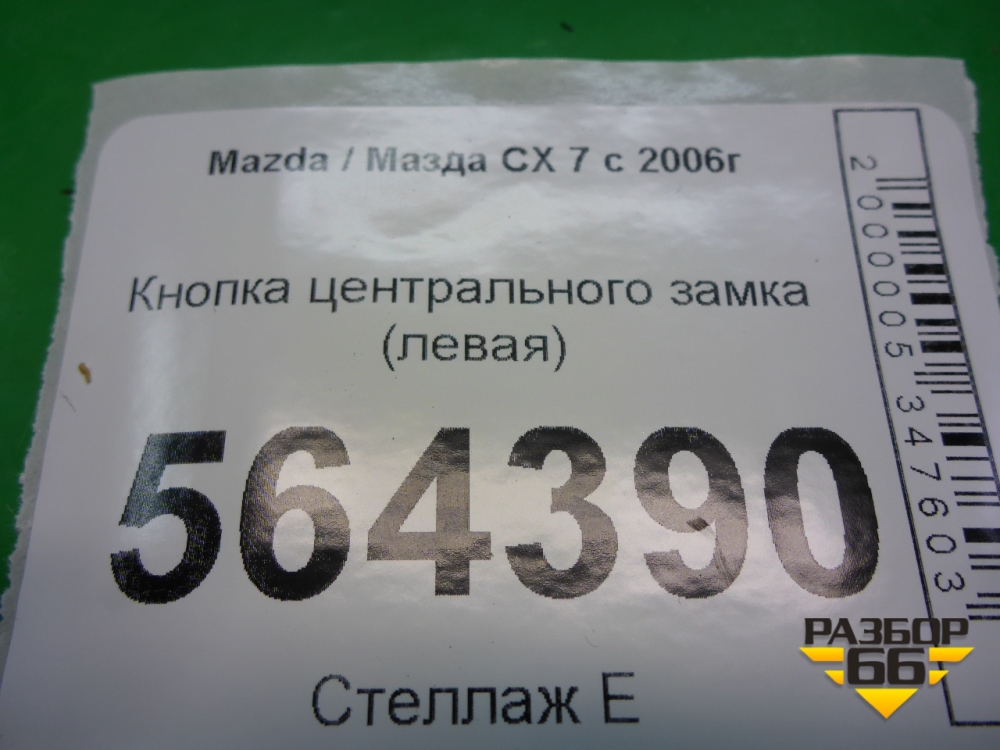 Mazda / Мазда CX 7 с 2006г
Кнопка центрального замка
(левая)
564390
Стеллаж Е
2000005347603
РАЗБОР
66